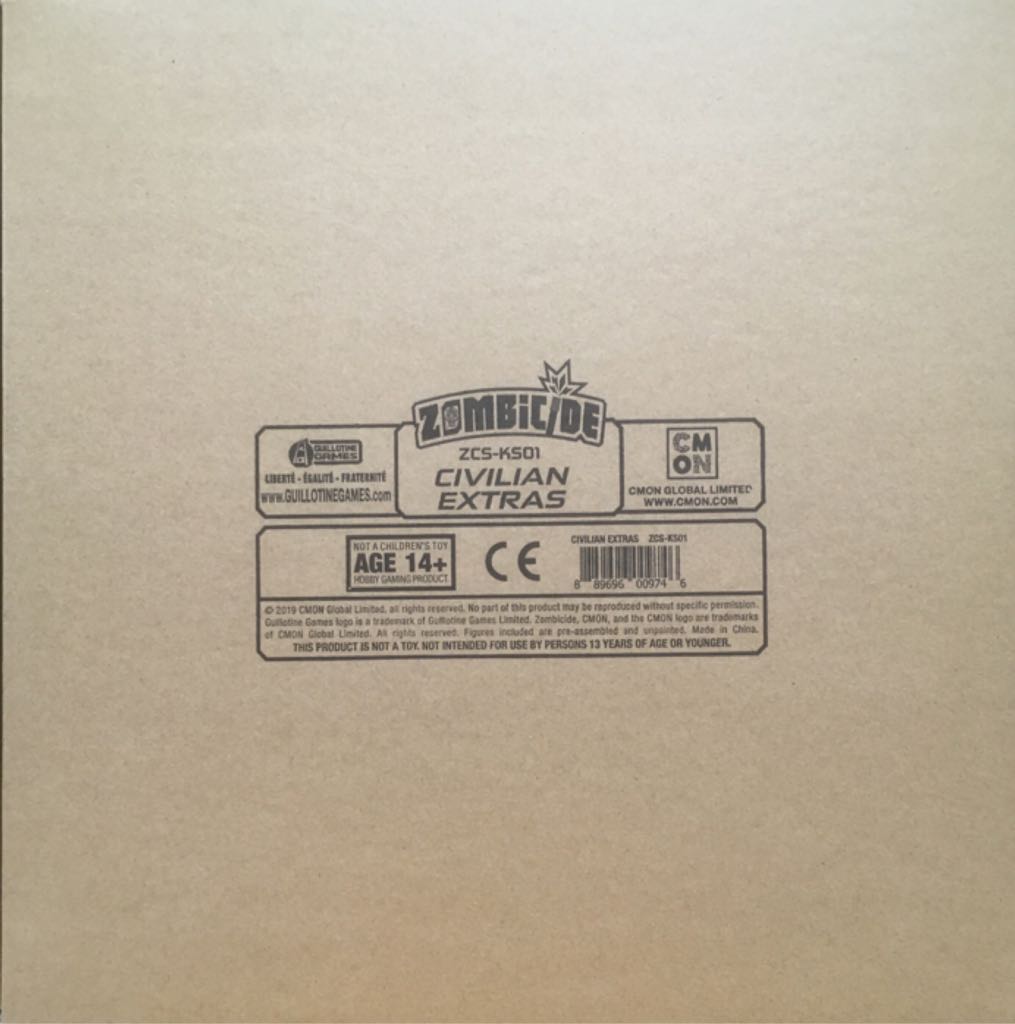 ZOMBICIDE
ZCS-KS01
CIVILIAN
EXTRAS
GUILLOTINE
GAMES
LIBERTÉ - ÉGALITÉ - FRATERNITÉ
www.GUILLOTINEGAMES.com
CM
ON
CMON GLOBAL LIMITED
WWW.CMON.COM
NOT A CHILDREN'S TOY
AGE 14+
HOBBY GAMING PRODUCT
CE
CIVILIAN EXTRAS ZCS-KS01
8 89696 00974 6
© 2019 CMON Global Limited, all rights reserved. No part of this product may be reproduced without specific permission.
Guillotine Games logo is a trademark of Guillotine Games Limited. Zombicide, CMON, and the CMON logo are trademarks
of CMON Global Limited. All rights reserved. Figures included are pre-assembled and unpainted. Made in China.
THIS PRODUCT IS NOT A TOY. NOT INTENDED FOR USE BY PERSONS 13 YEARS OF AGE OR YOUNGER.